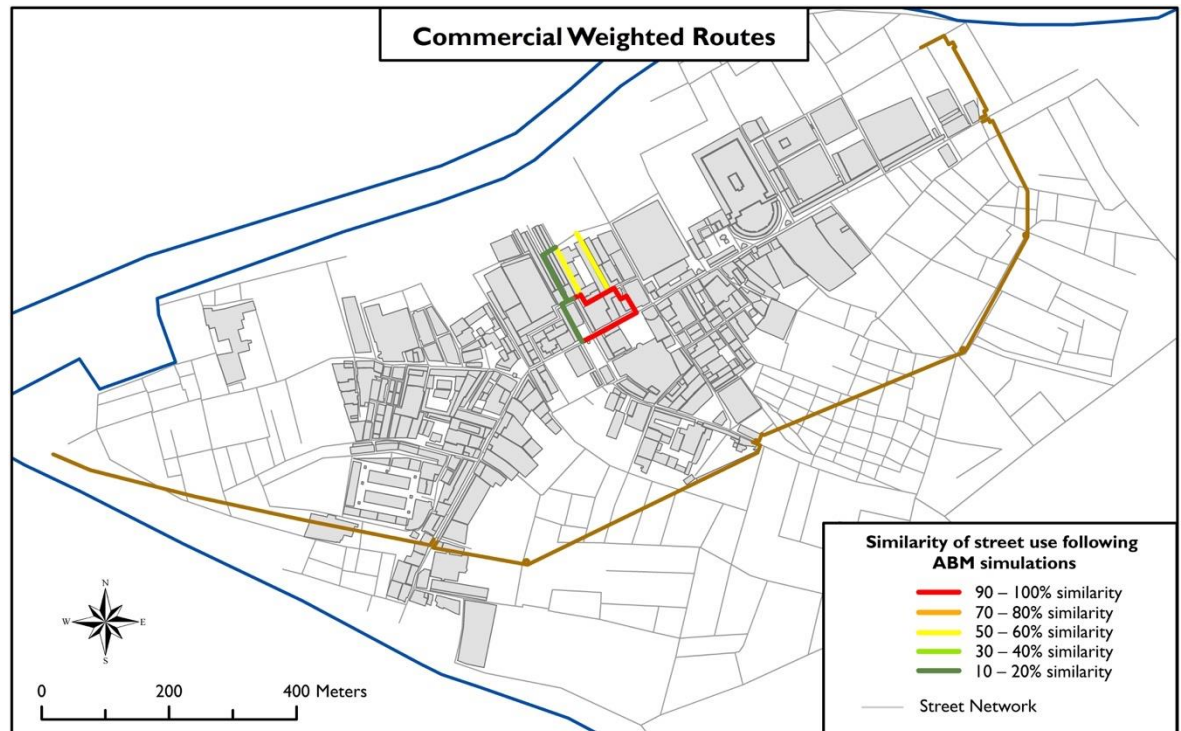 Commercial Weighted Routes
N
W
E
S
0 200 400 Meters
Similarity of street use following
ABM simulations
90 – 100% similarity
70 – 80% similarity
50 – 60% similarity
30 – 40% similarity
10 – 20% similarity
Street Network